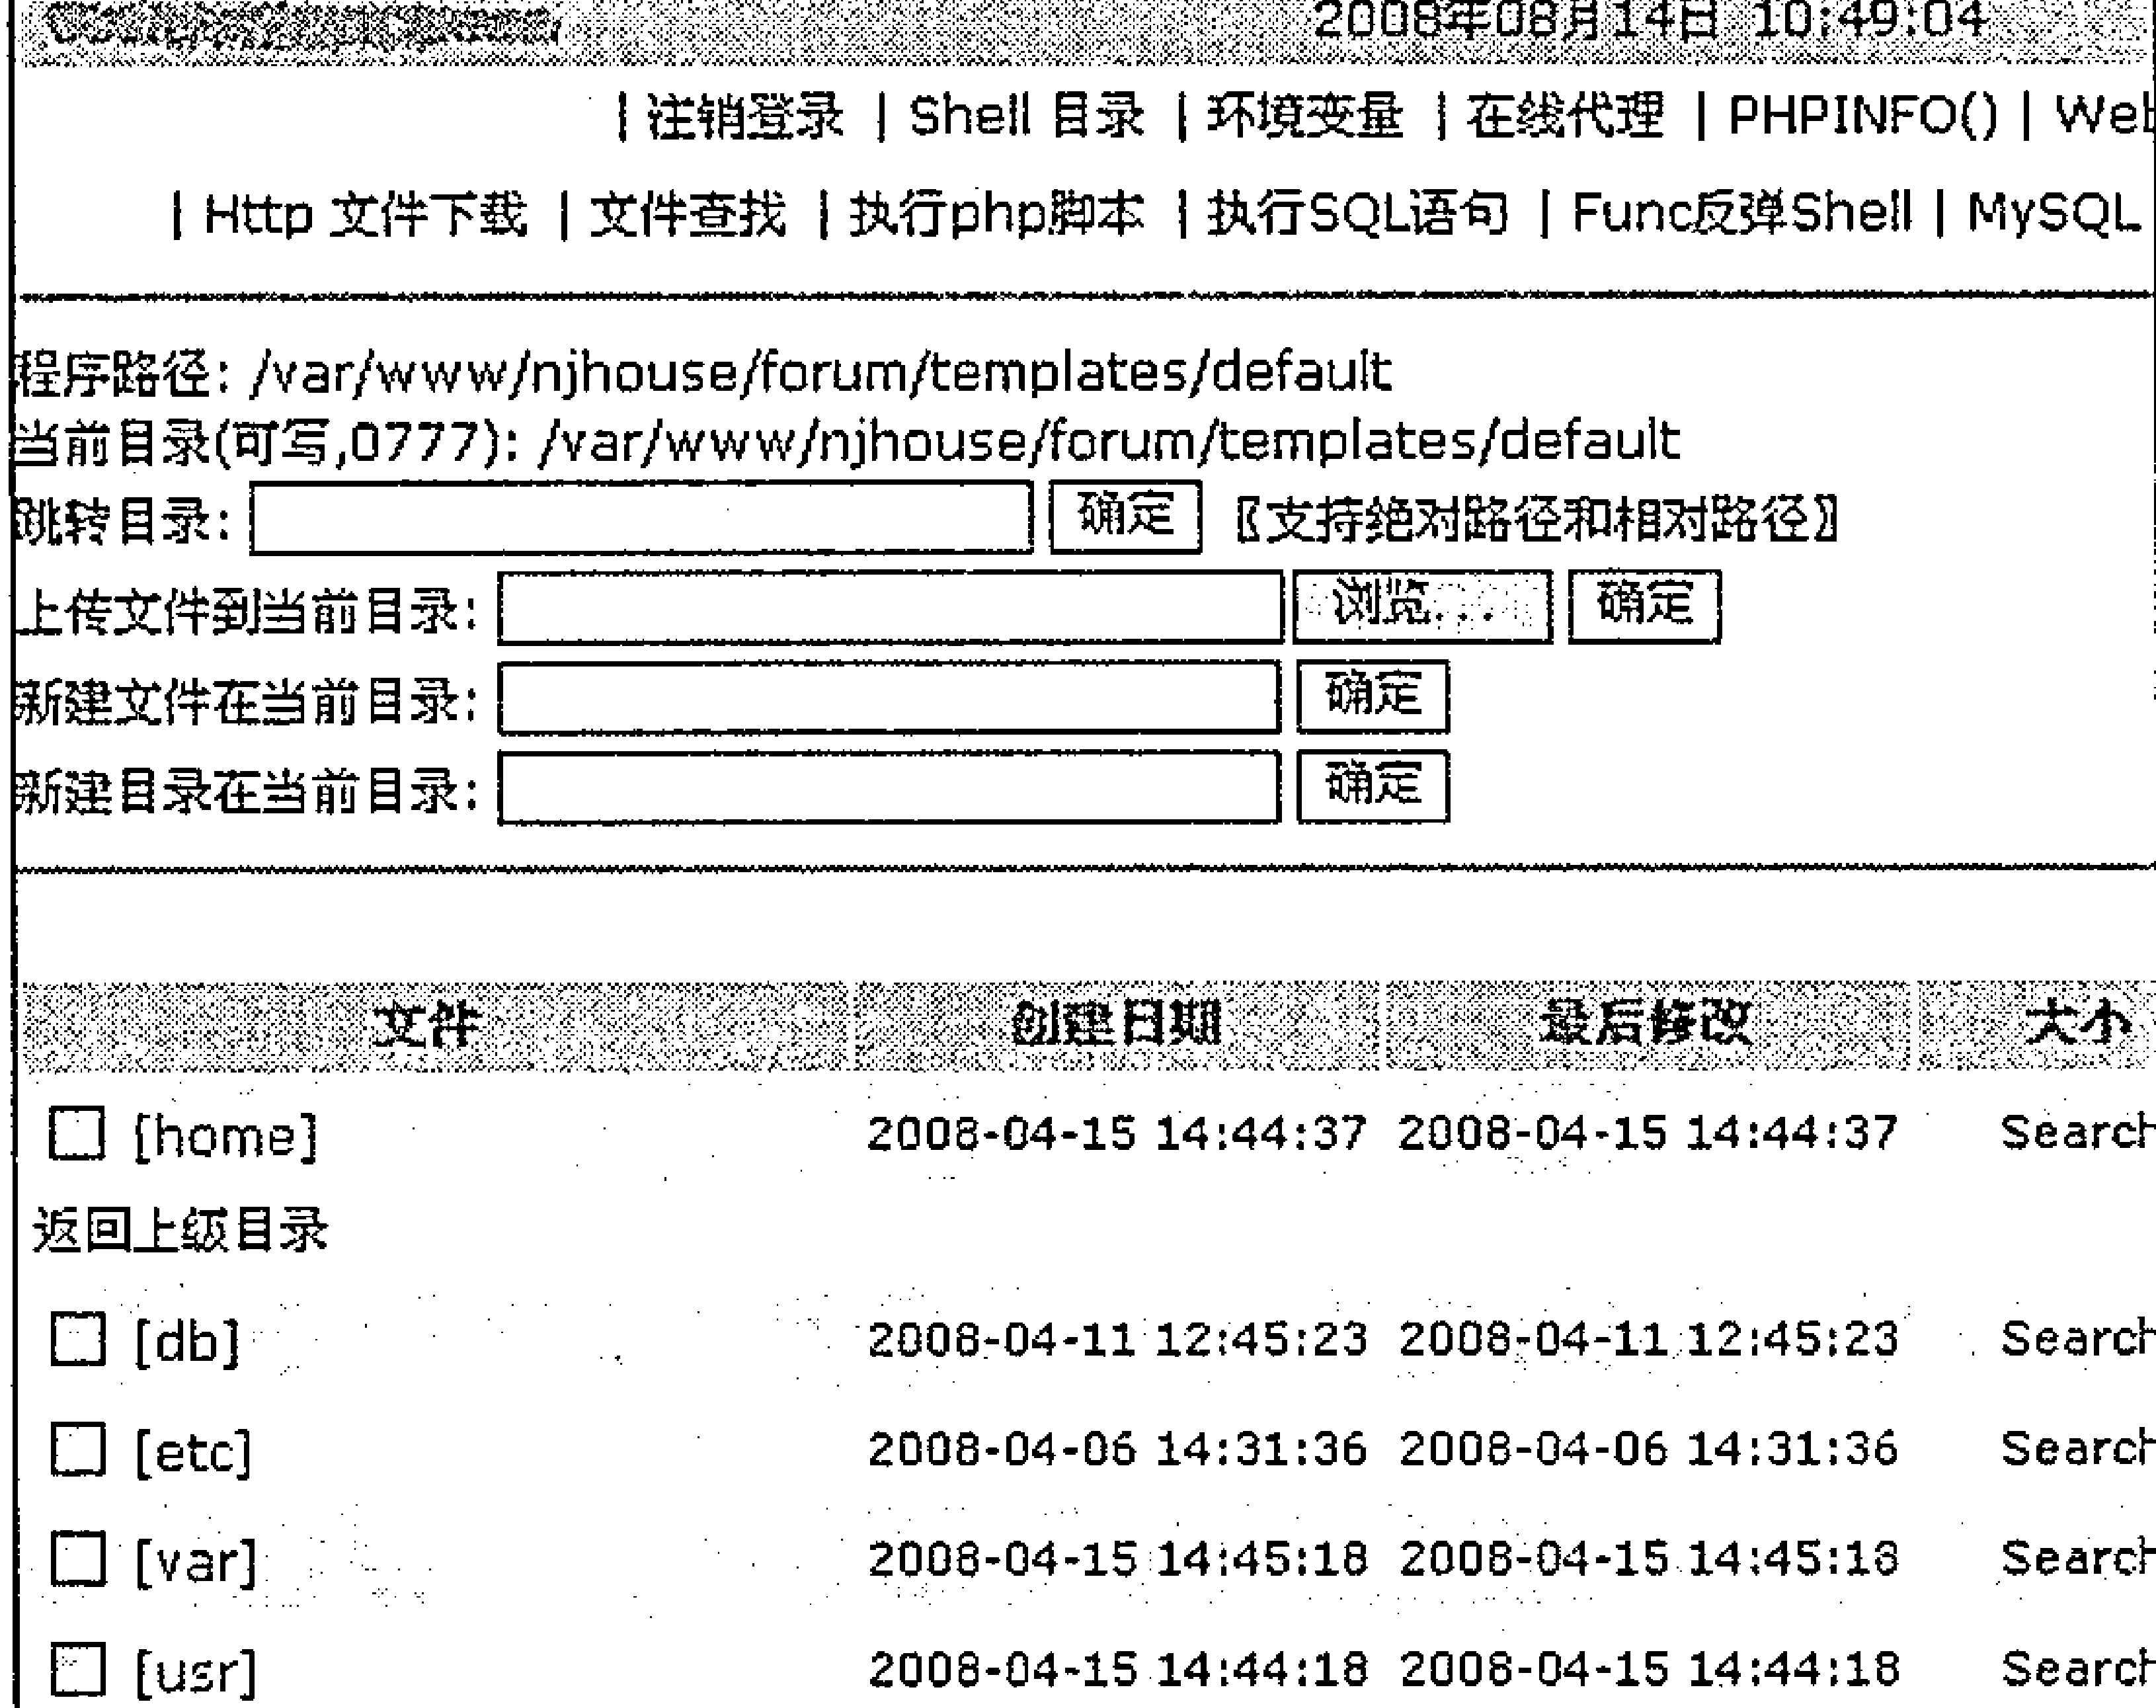 2008年08月14日 10:49:04
| 注销登录 | Shell 目录 | 环境变量 | 在线代理 | PHPINFO() | Web
| Http 文件下载 | 文件查找 | 执行php脚本 | 执行SQL语句 | Func反弹Shell | MySQL
程序路径: /var/www/njhouse/forum/templates/default
当前目录(可写,0777): /var/www/njhouse/forum/templates/default
跳转目录: 确定 〖支持绝对路径和相对路径〗
上传文件到当前目录: 浏览... 确定
新建文件在当前目录: 确定
新建目录在当前目录: 确定
文件 创建日期 最后修改 大小
[home] 2008-04-15 14:44:37 2008-04-15 14:44:37 Search
返回上级目录
[db] 2008-04-11 12:45:23 2008-04-11 12:45:23 Search
[etc] 2008-04-06 14:31:36 2008-04-06 14:31:36 Search
[var] 2008-04-15 14:45:18 2008-04-15 14:45:18 Search
[usr] 2008-04-15 14:44:18 2008-04-15 14:44:18 Search